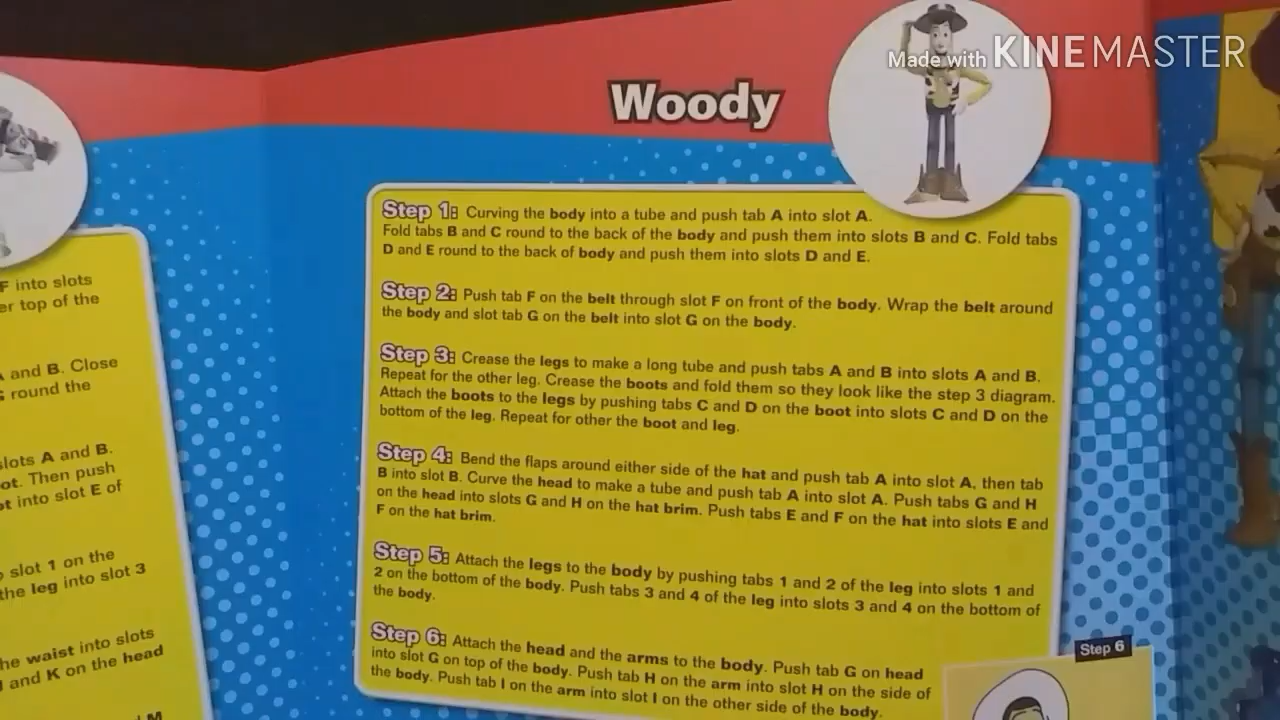 Made with KINEMASTER
Woody
Step 1: Curving the body into a tube and push tab A into slot A.
Fold tabs B and C round to the back of the body and push them into slots B and C. Fold tabs
D and E round to the back of body and push them into slots D and E.
Step 2: Push tab F on the belt through slot F on front of the body. Wrap the belt around
the body and slot tab G on the belt into slot G on the body.
Step 3: Crease the legs to make a long tube and push tabs A and B into slots A and B.
Repeat for the other leg. Crease the boots and fold them so they look like the step 3 diagram.
Attach the boots to the legs by pushing tabs C and D on the boot into slots C and D on the
bottom of the leg. Repeat for other the boot and leg.
Step 4: Bend the flaps around either side of the hat and push tab A into slot A, then tab
B into slot B. Curve the head to make a tube and push tab A into slot A. Push tabs G and H
on the head into slots G and H on the hat brim. Push tabs E and F on the hat into slots E and
F on the hat brim.
Step 5: Attach the legs to the body by pushing tabs 1 and 2 of the leg into slots 1 and
2 on the bottom of the body. Push tabs 3 and 4 of the leg into slots 3 and 4 on the bottom of
the body.
Step 6: Attach the head and the arms to the body. Push tab G on head
into slot G on top of the body. Push tab H on the arm into slot H on the side of
the body. Push tab I on the arm into slot I on the other side of the body.
Step 6
F into slots
er top of the
and B. Close
round the
slots A and B.
Then push
into slot E of
slot 1 on the
the leg into slot 3
he waist into slots
and K on the head
M